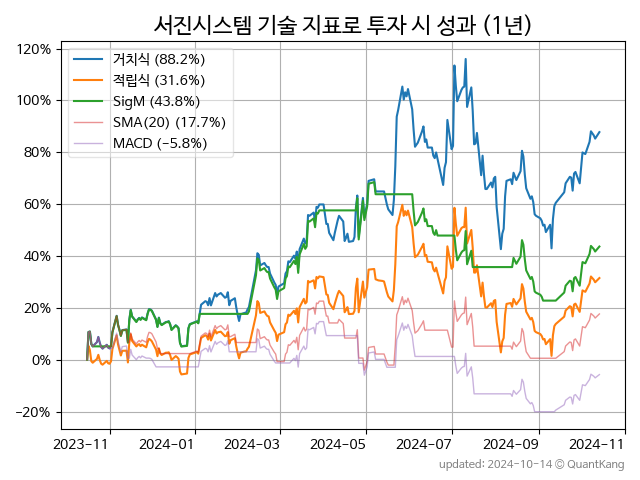 서진시스템 기술 지표로 투자 시 성과 (1년)
120%
100%
80%
60%
40%
20%
0%
−20%
거치식 (88.2%)
적립식 (31.6%)
SigM (43.8%)
SMA(20) (17.7%)
MACD (−5.8%)
2023-11
2024-01
2024-03
2024-05
2024-07
2024-09
2024-11
updated: 2024-10-14 © QuantKang